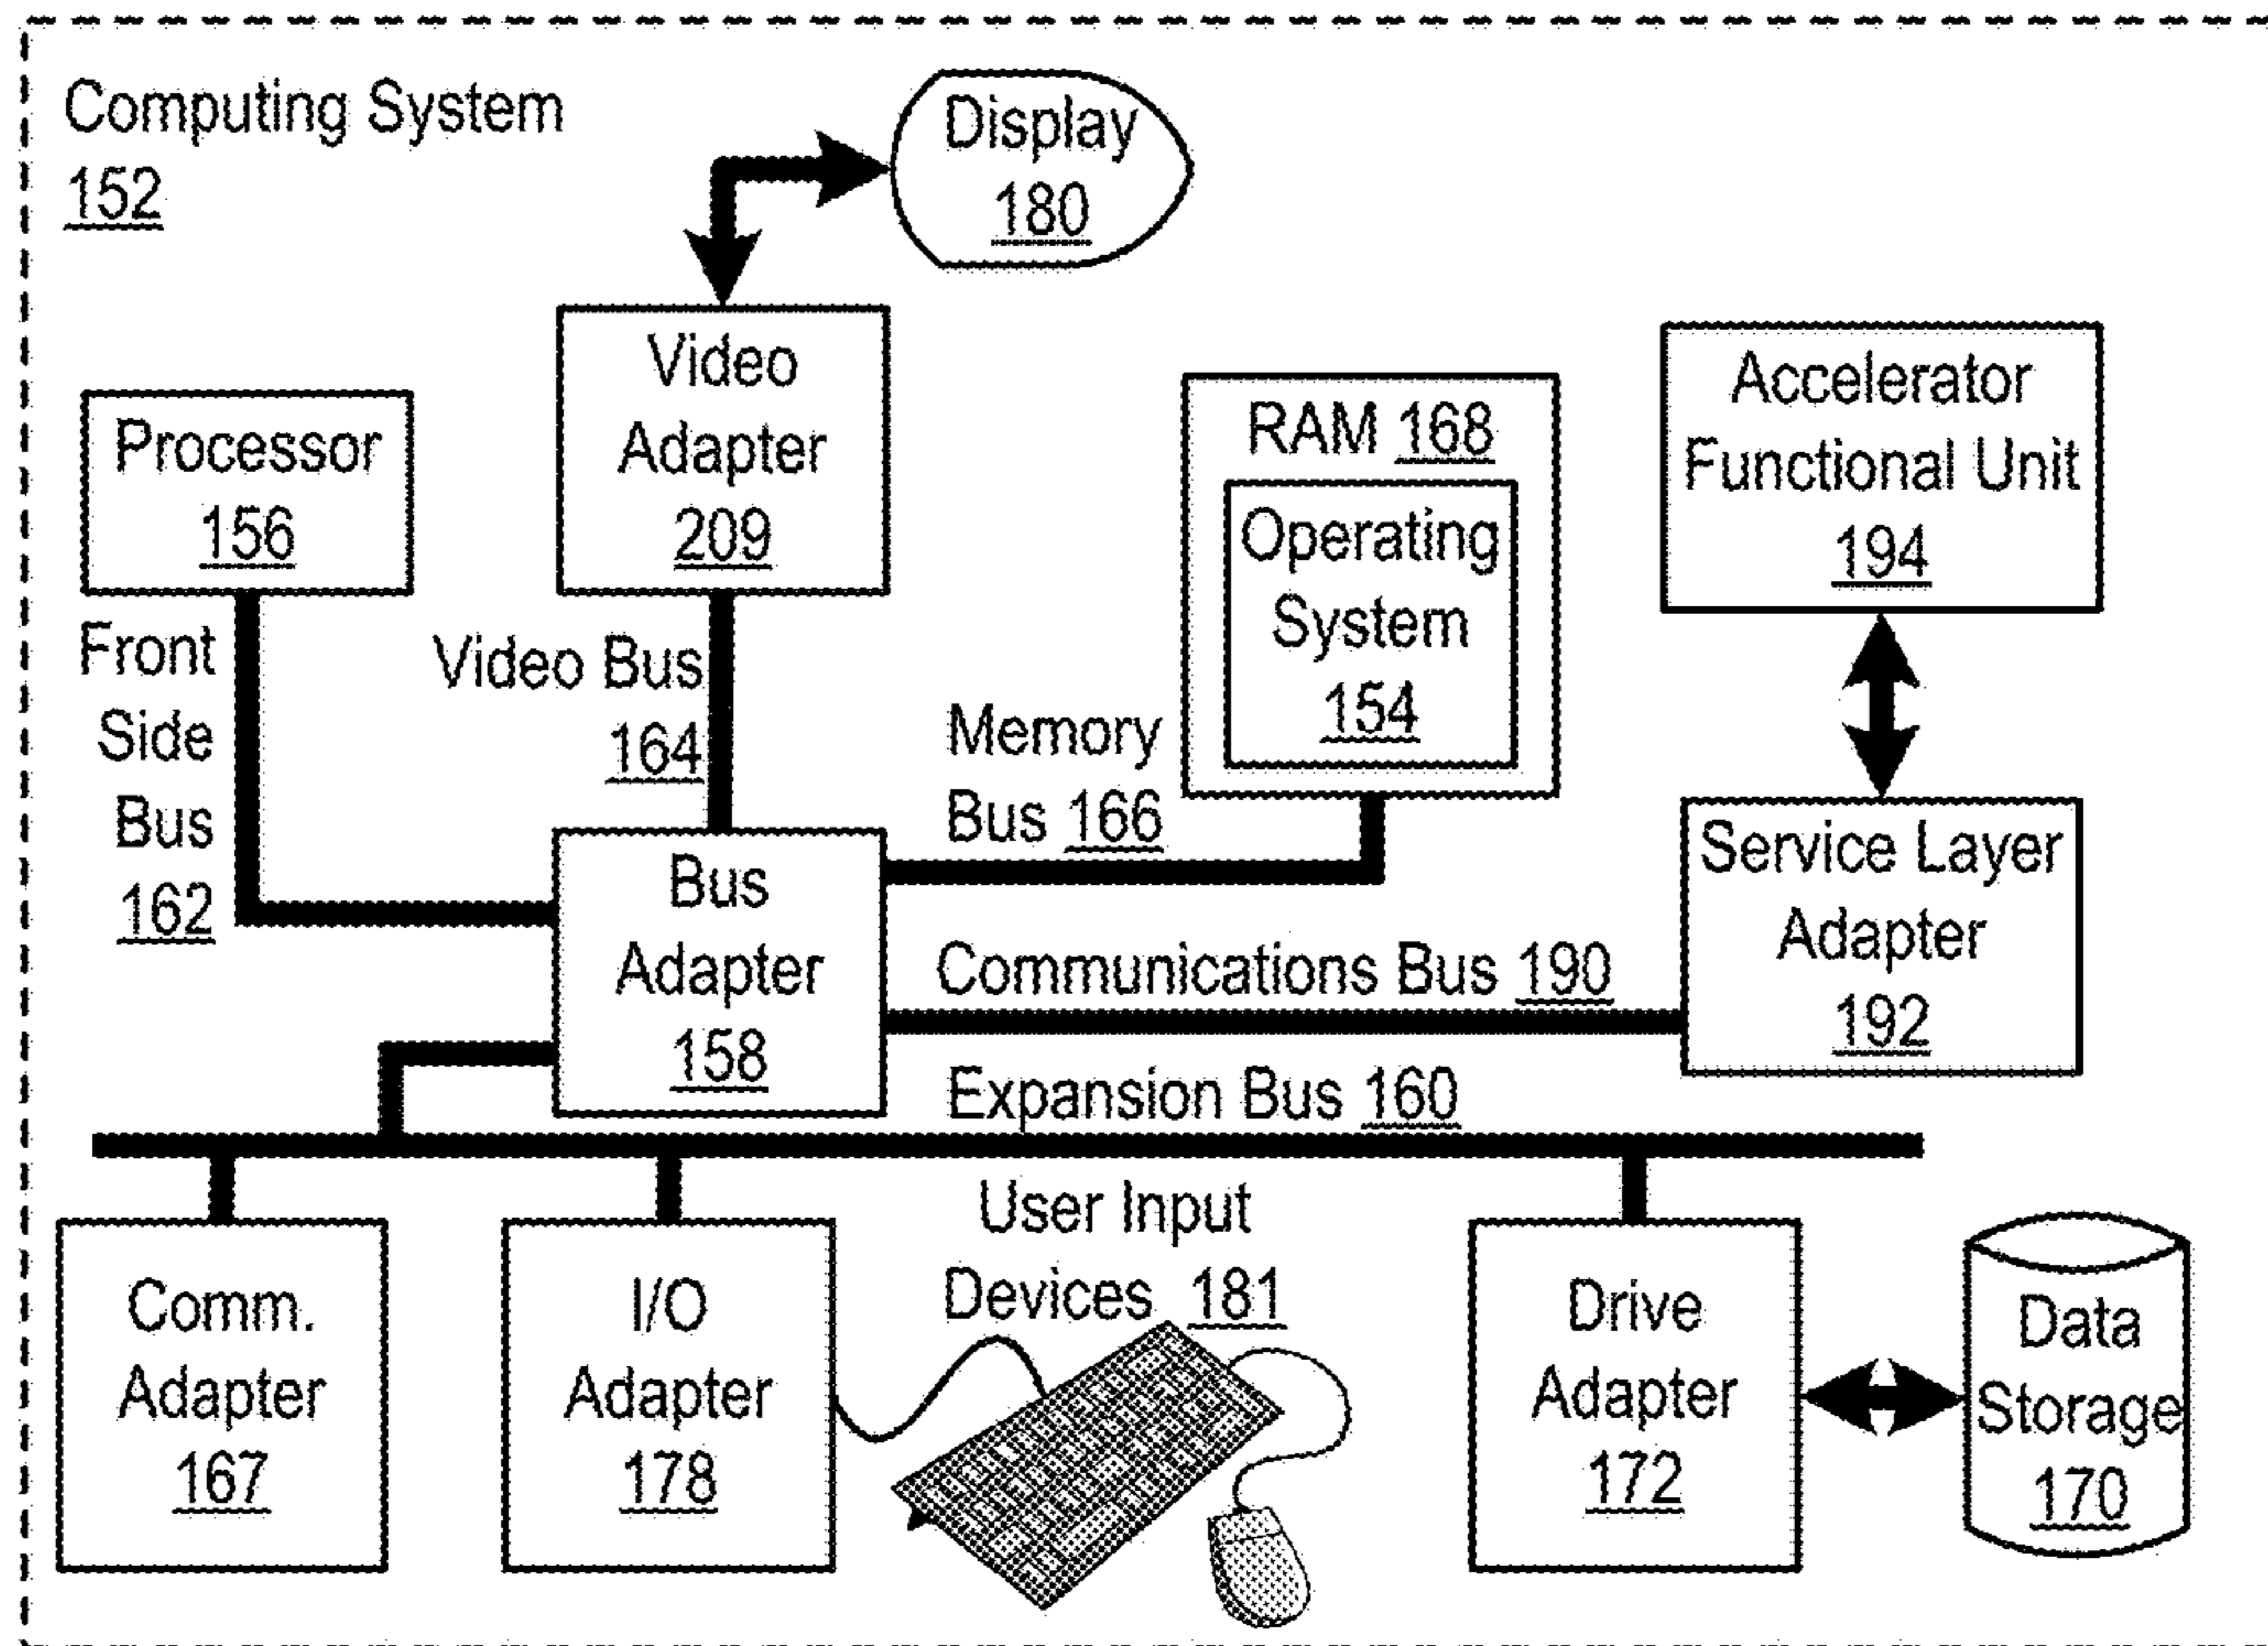 Computing System
152
Display
180
Video
Adapter
209
Processor
156
RAM 168
Operating
System
154
Accelerator
Functional Unit
194
Front
Side
Bus
162
Video Bus
164
Memory
Bus 166
Bus
Adapter
158
Service Layer
Adapter
192
Communications Bus 190
Expansion Bus 160
Comm.
Adapter
167
I/O
Adapter
178
User Input
Devices 181
Drive
Adapter
172
Data
Storage
170